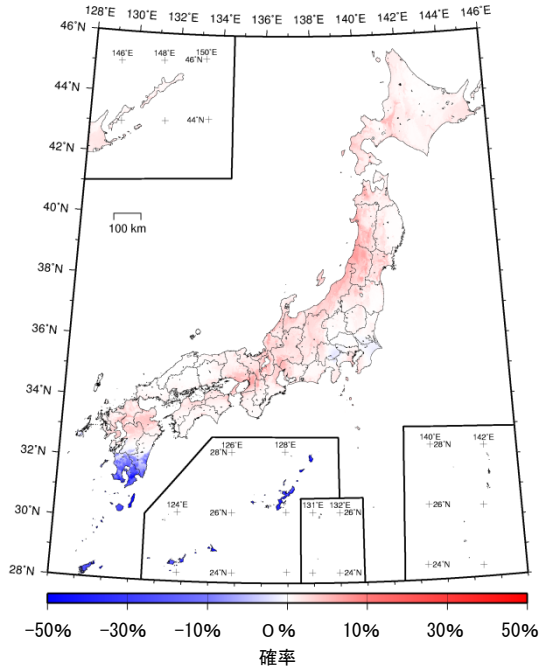 128°E 130°E 132°E 134°E 136°E 138°E 140°E 142°E 144°E 146°E
46°N
146°E 148°E 150°E
46°N
44°N
44°N
42°N
40°N
100 km
38°N
36°N
34°N
32°N
126°E 128°E
28°N
140°E 142°E
28°N
124°E
131°E 132°E
30°N
26°N
26°N
26°N
24°N
24°N
24°N
28°N
-50% -30% -10% 0% 10% 30% 50%
確率